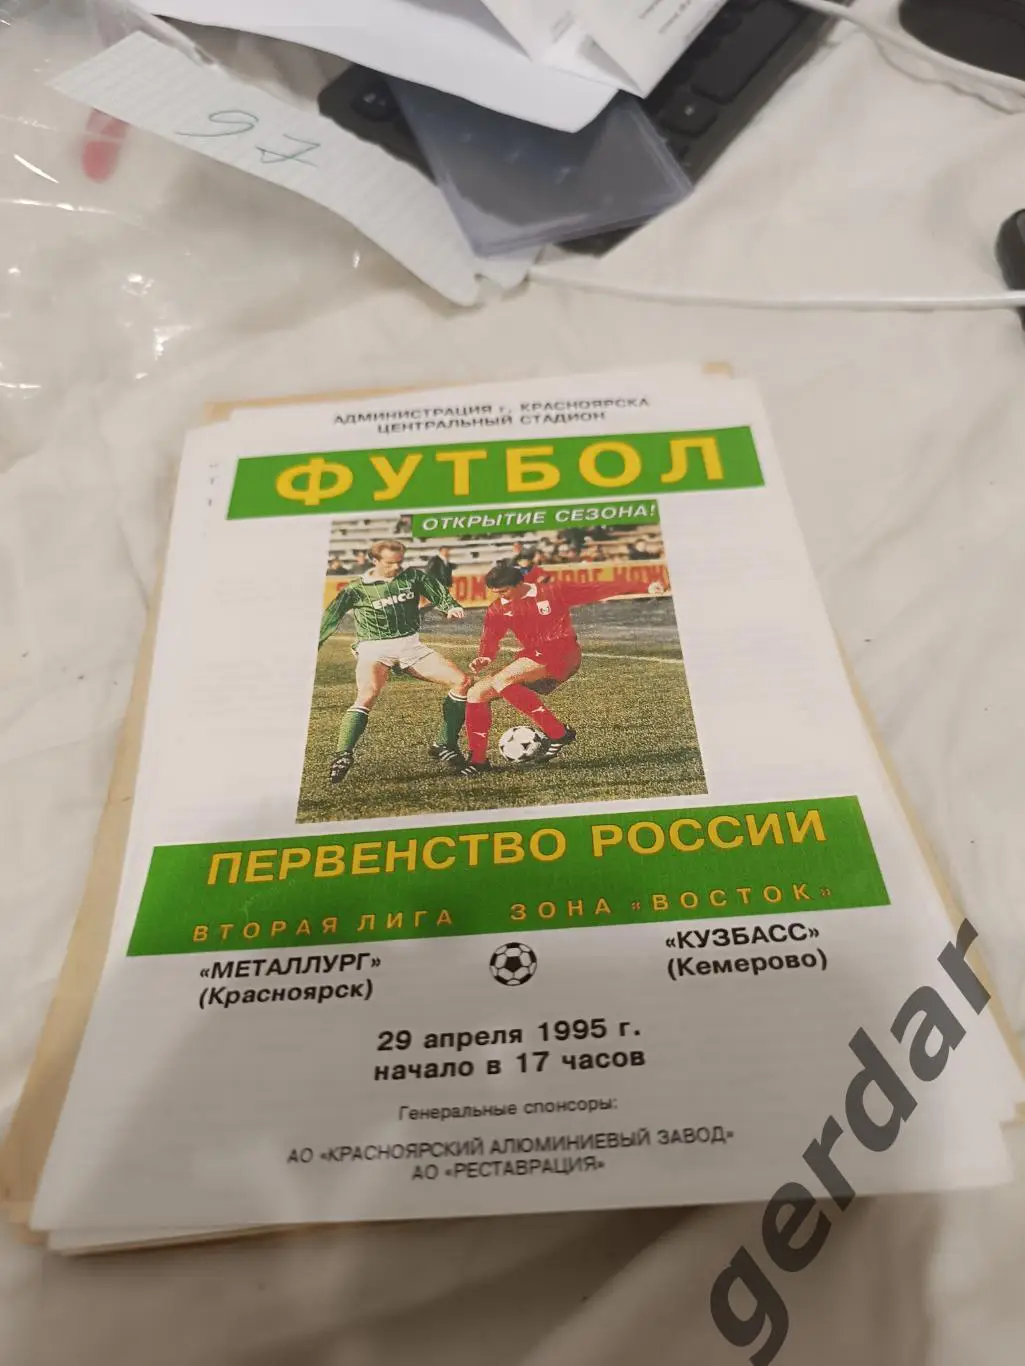 97
АДМИНИСТРАЦИЯ г. КРАСНОЯРСКА
ЦЕНТРАЛЬНЫЙ СТАДИОН
ФУТБОЛ
ОТКРЫТИЕ СЕЗОНА!
ENICO
ПЕРВЕНСТВО РОССИИ
ВТОРАЯ ЛИГА ЗОНА «ВОСТОК»
«МЕТАЛЛУРГ»
(Красноярск)
«КУЗБАСС»
(Кемерово)
29 апреля 1995 г.
начало в 17 часов
Генеральные спонсоры:
АО «КРАСНОЯРСКИЙ АЛЮМИНИЕВЫЙ ЗАВОД»
АО «РЕСТАВРАЦИЯ»
gerdar